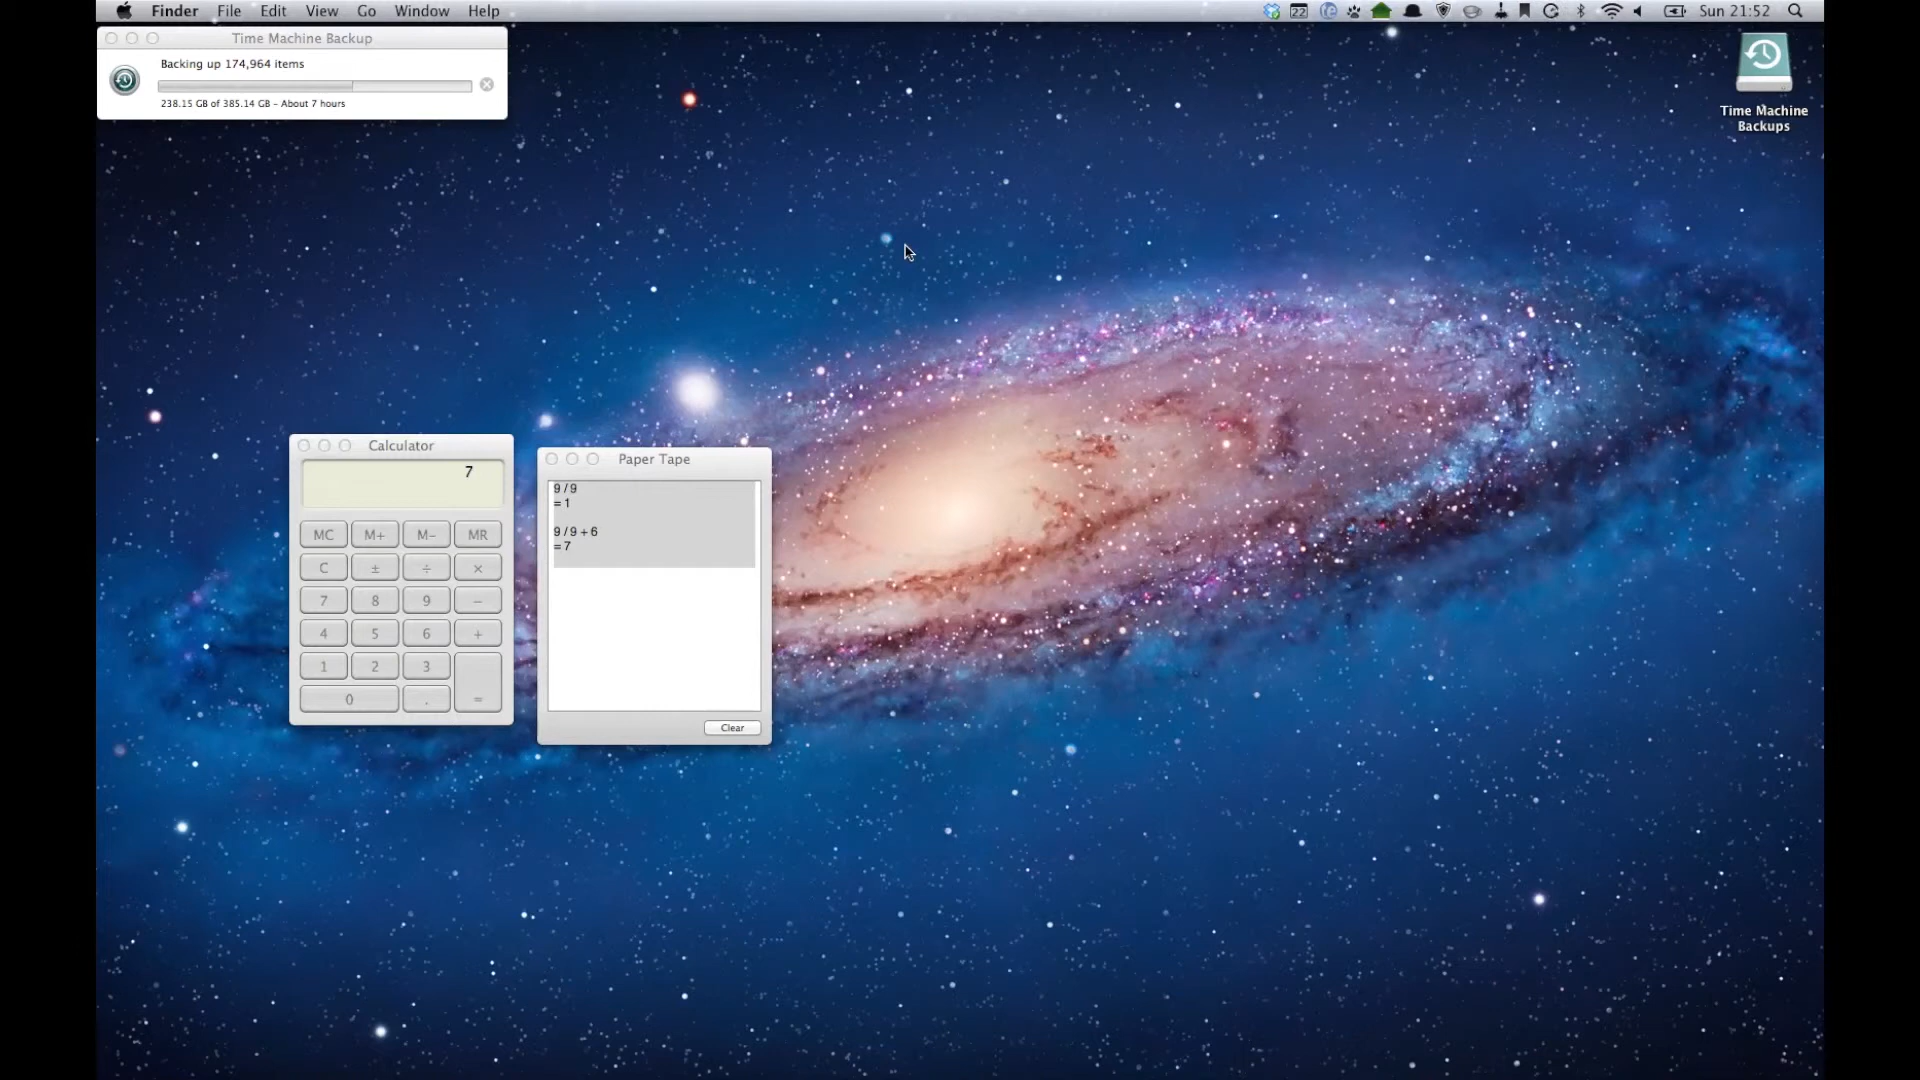 Finder File Edit View Go Window Help
22 Sun 21:52
Time Machine Backup
Backing up 174,964 items
238.15 GB of 385.14 GB - About 7 hours
Time Machine
Backups
Calculator
7
MC M+ M- MR
C ± ÷ ×
7 8 9 −
4 5 6 +
1 2 3
0 . =
Paper Tape
9 / 9
= 1
9 / 9 + 6
= 7
Clear